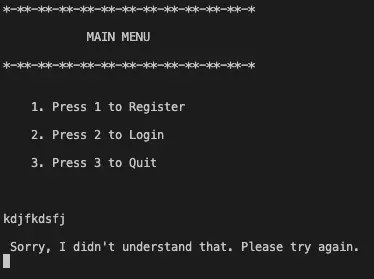 *-**-**-**-**-**-**-**-**-**-**-**-*
MAIN MENU
*-**-**-**-**-**-**-**-**-**-**-**-*
1. Press 1 to Register
2. Press 2 to Login
3. Press 3 to Quit
kdjfkdsfj
Sorry, I didn't understand that. Please try again.